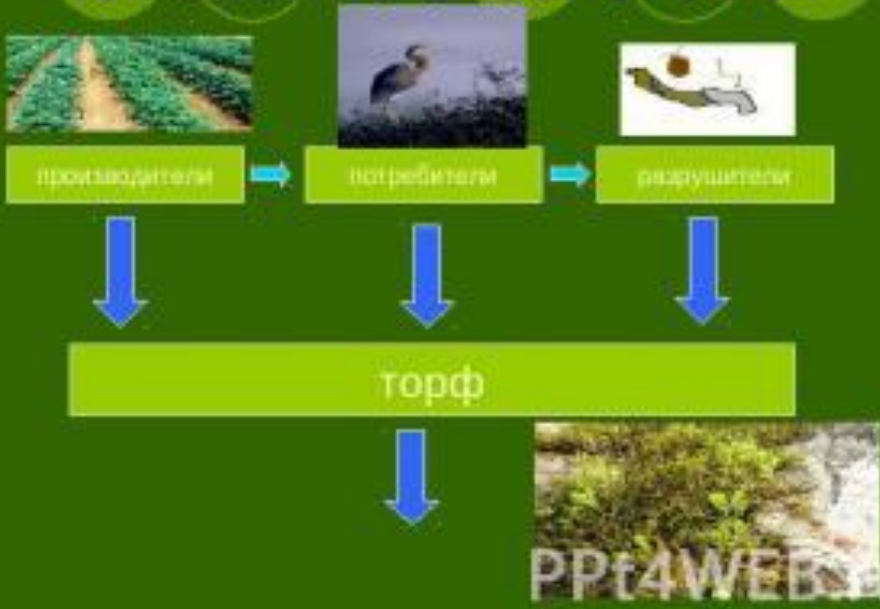 производители
потребители
разрушители
торф
PPt4WEB